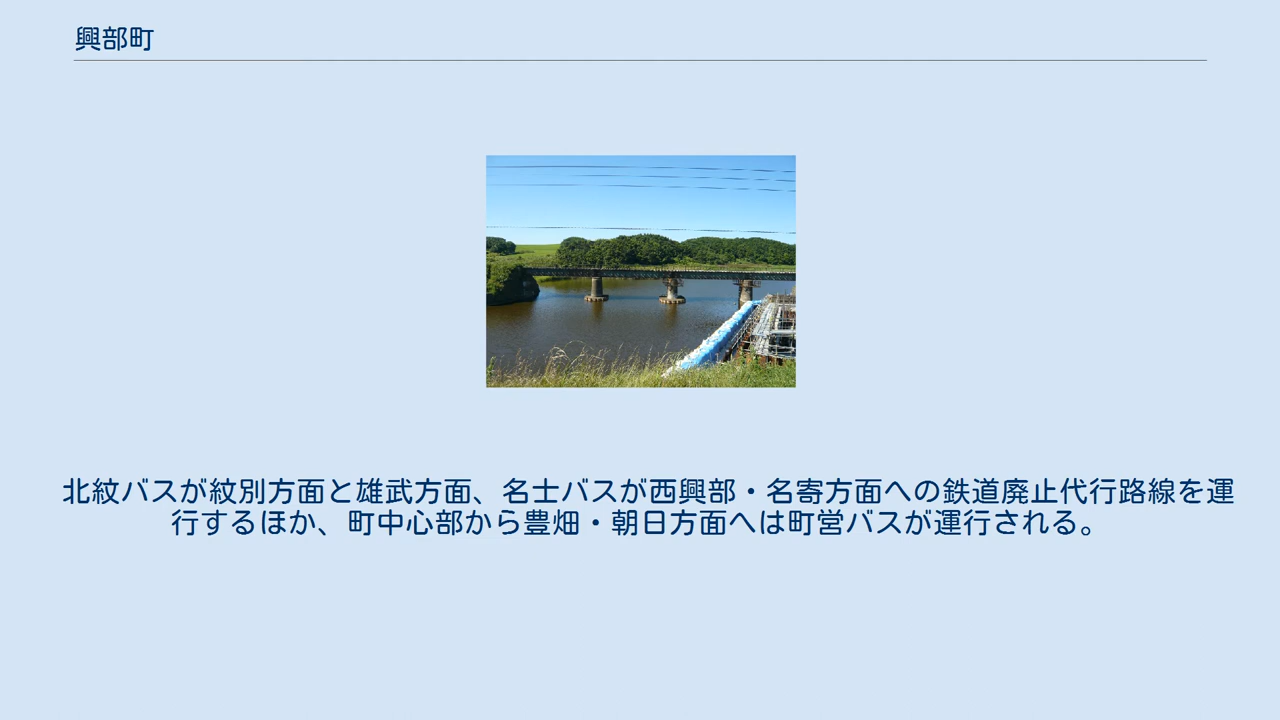 興部町
北紋バスが紋別方面と雄武方面、名士バスが西興部・名寄方面への鉄道廃止代行路線を運
行するほか、町中心部から豊畑・朝日方面へは町営バスが運行される。